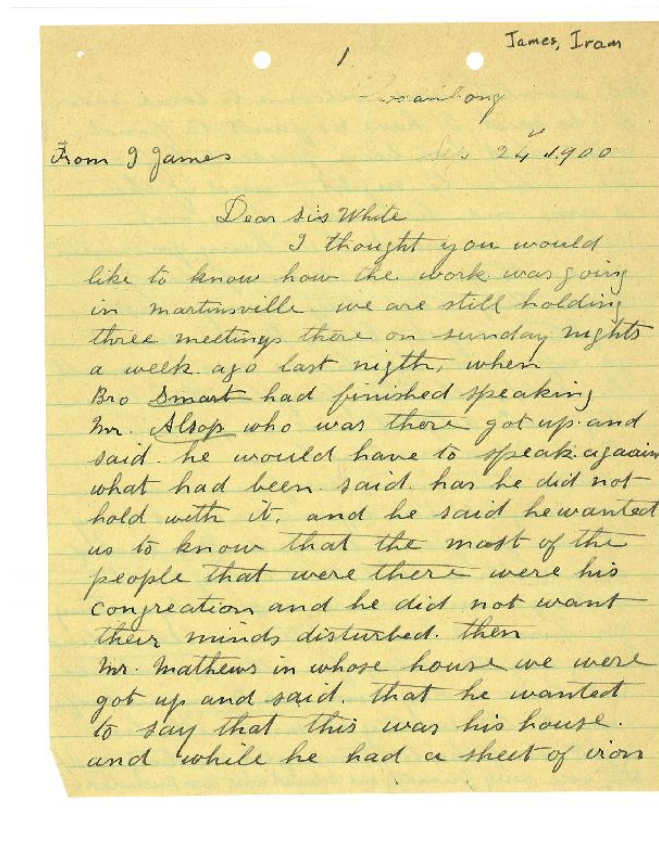 James, Iram
1
From I James
Sep 24 1900
Dear sis White
I thought you would
like to know how the work was going
in martinsville we are still holding
three meetings there on sunday nights
a week. ago last nigth, when
Bro Smart had finished speaking
Mr. Alsop who was there got up and
said. he would have to speak agaain
what had been said. has he did not
hold with it. and he said he wanted
us to know that the most of the
people that were there were his
congreation and he did not want
their minds disturbed. then
Mr. Mathews in whose house we were
got up and said. that he wanted
to say that this was his house.
and while he had a sheet of iron